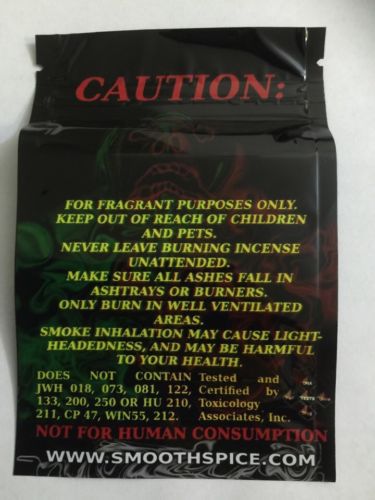 CAUTION:
FOR FRAGRANT PURPOSES ONLY.
KEEP OUT OF REACH OF CHILDREN
AND PETS.
NEVER LEAVE BURNING INCENSE
UNATTENDED.
MAKE SURE ALL ASHES FALL IN
ASHTRAYS OR BURNERS.
ONLY BURN IN WELL VENTILATED
AREAS.
SMOKE INHALATION MAY CAUSE LIGHT-
HEADEDNESS, AND MAY BE HARMFUL
TO YOUR HEALTH.
DOES NOT CONTAIN
JWH 018, 073, 081, 122,
133, 200, 250 OR HU 210,
211, CP 47, WIN55, 212.
Tested and
Certified by
Toxicology
Associates, Inc.
NOT FOR HUMAN CONSUMPTION
WWW.SMOOTHSPICE.COM